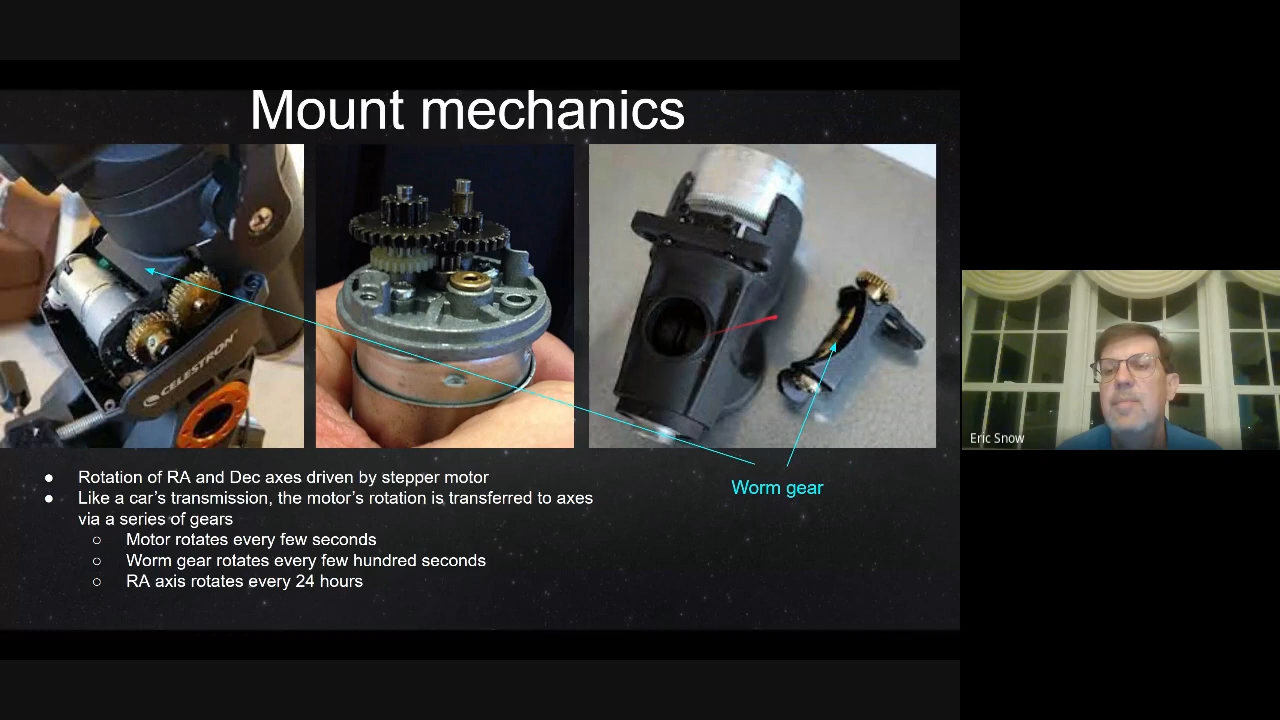 Mount mechanics
CELESTRON
Eric Snow
● Rotation of RA and Dec axes driven by stepper motor
● Like a car’s transmission, the motor’s rotation is transferred to axes
via a series of gears
○ Motor rotates every few seconds
○ Worm gear rotates every few hundred seconds
○ RA axis rotates every 24 hours
Worm gear